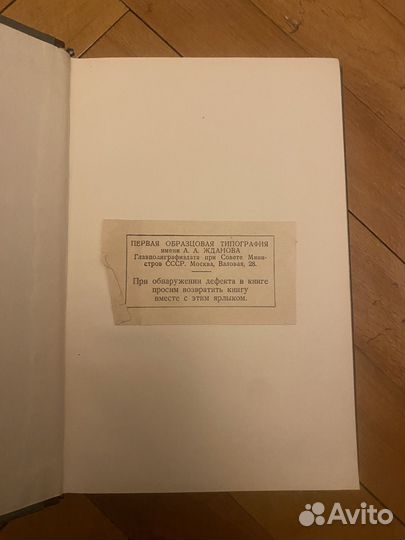 ПЕРВАЯ ОБРАЗЦОВАЯ ТИПОГРАФИЯ
имени А. А. ЖДАНОВА
Главполиграфиздата при Совете Мини-
стров СССР. Москва, Валовая, 28.
При обнаружении дефекта в книге
просим возвратить книгу
вместе с этим ярлыком.
Avito